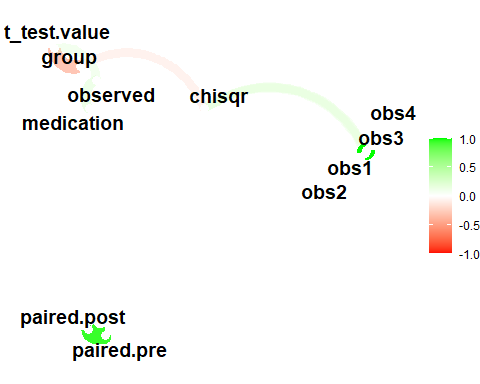 t_test.value
group
observed
chisqr
medication
obs4
obs3
obs1
obs2
1.0
0.5
0.0
-0.5
-1.0
paired.post
paired.pre